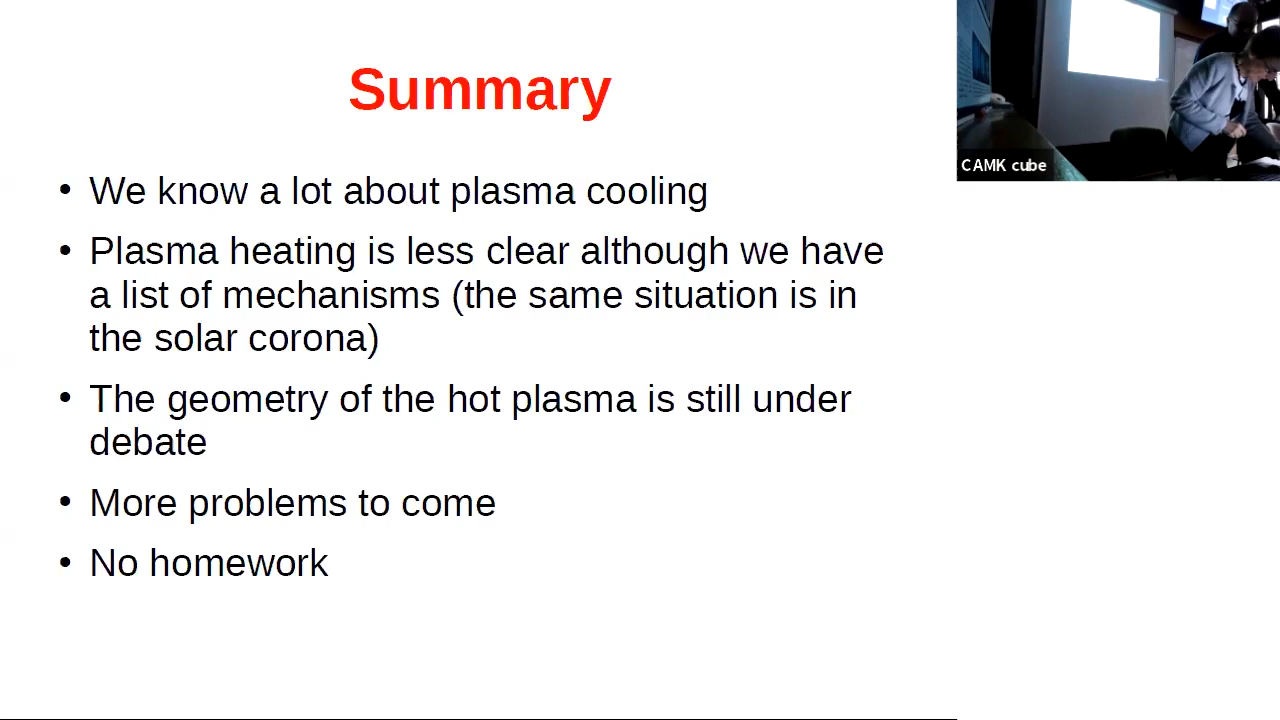 Summary
• We know a lot about plasma cooling
• Plasma heating is less clear although we have
a list of mechanisms (the same situation is in
the solar corona)
• The geometry of the hot plasma is still under
debate
• More problems to come
• No homework
CAMK cube